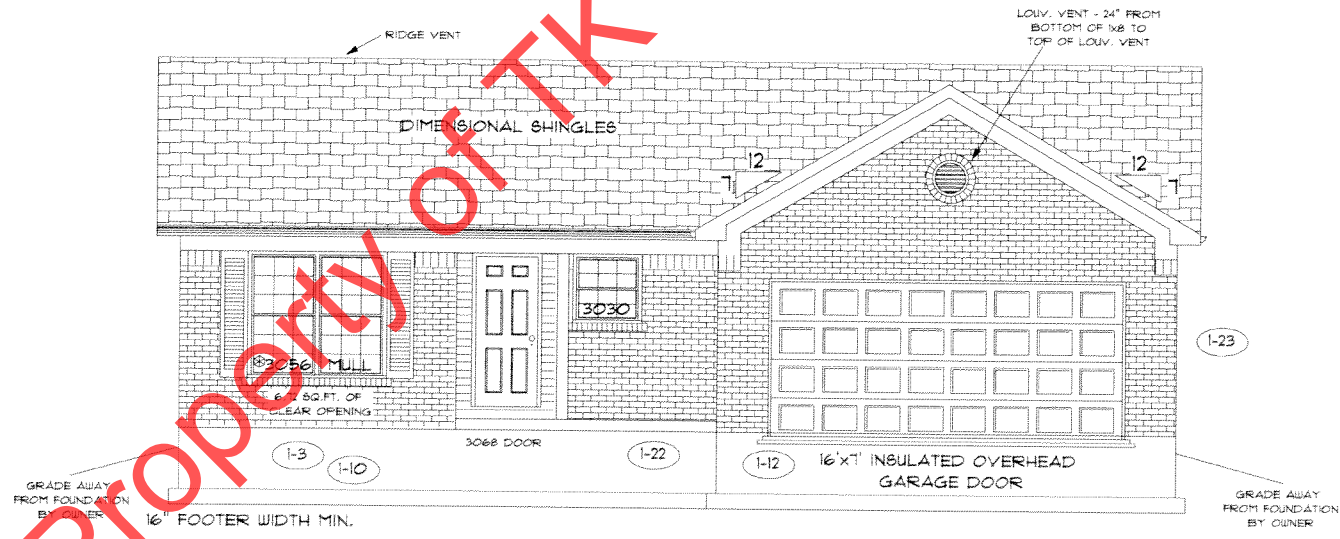 LOUV. VENT - 24" FROM
BOTTOM OF 1x8 TO
TOP OF LOUV. VENT
RIDGE VENT
DIMENSIONAL SHINGLES
12
7
12
7
3030
3056 MULL
SQ.FT. OF
CLEAR OPENING
3068 DOOR
1-3
1-10
1-22
1-12
1-23
16'x7' INSULATED OVERHEAD
GARAGE DOOR
GRADE AWAY
FROM FOUNDATION
BY OWNER
16" FOOTER WIDTH MIN.
GRADE AWAY
FROM FOUNDATION
BY OWNER
Property of TK